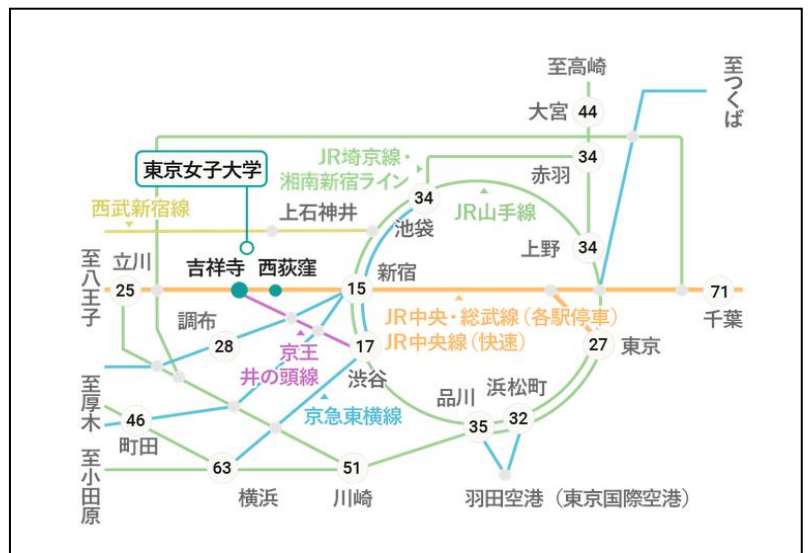 至高崎
至つくば
大宮
44
東京女子大学
JR埼京線・
湘南新宿ライン
34
赤羽
西武新宿線
上石神井
34
池袋
JR山手線
上野
34
至八王子
立川
25
吉祥寺
西荻窪
15
新宿
JR中央・総武線（各駅停車）
JR中央線（快速）
71
千葉
調布
28
京王
井の頭線
17
渋谷
27
東京
至厚木
46
町田
京急東横線
品川
35
浜松町
32
至小田原
63
横浜
51
川崎
羽田空港（東京国際空港）